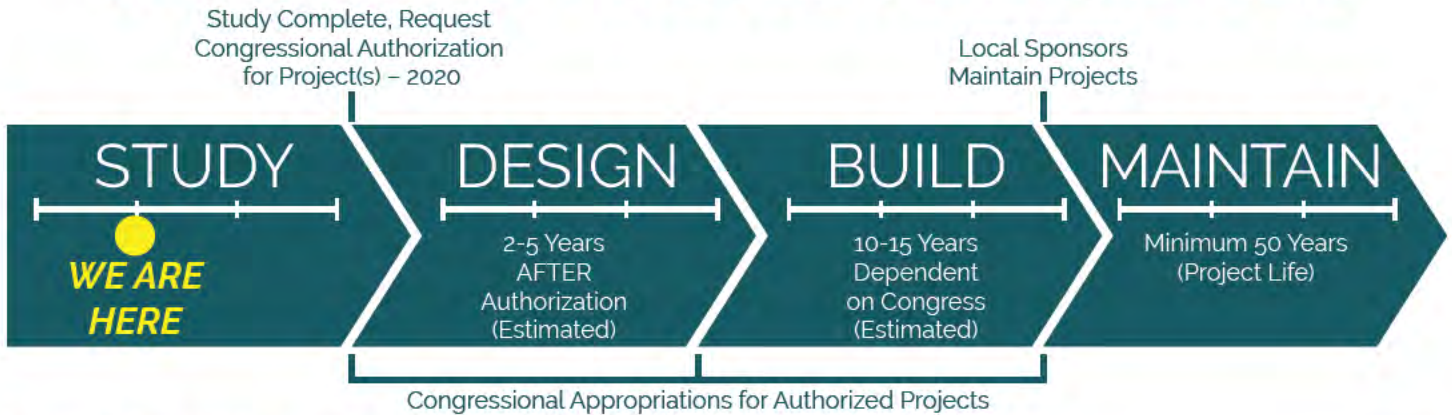 Study Complete, Request
Congressional Authorization
for Project(s) – 2020
Local Sponsors
Maintain Projects
STUDY
DESIGN
BUILD
MAINTAIN
WE ARE
HERE
2-5 Years
AFTER
Authorization
(Estimated)
10-15 Years
Dependent
on Congress
(Estimated)
Minimum 50 Years
(Project Life)
Congressional Appropriations for Authorized Projects